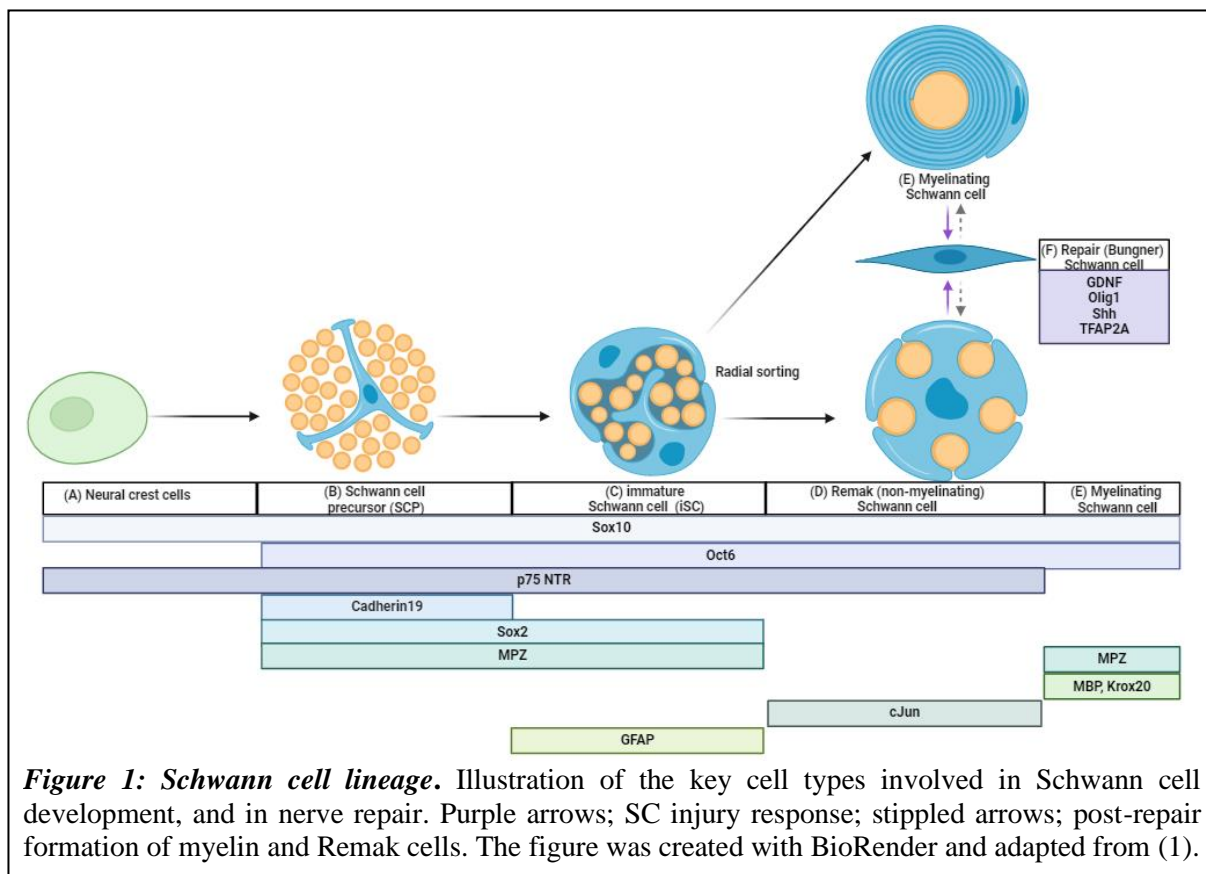 (E) Myelinating
Schwann cell
(F) Repair (Bungner)
Schwann cell
GDNF
Olig1
Shh
TFAP2A
Radial sorting
(A) Neural crest cells
(B) Schwann cell
precursor (SCP)
(C) immature
Schwann cell (iSC)
(D) Remak (non-myelinating)
Schwann cell
(E) Myelinating
Schwann cell
Sox10
Oct6
p75 NTR
Cadherin19
Sox2
MPZ
MPZ
MBP, Krox20
cJun
GFAP
Figure 1: Schwann cell lineage. Illustration of the key cell types involved in Schwann cell
development, and in nerve repair. Purple arrows; SC injury response; stippled arrows; post-repair
formation of myelin and Remak cells. The figure was created with BioRender and adapted from (1).